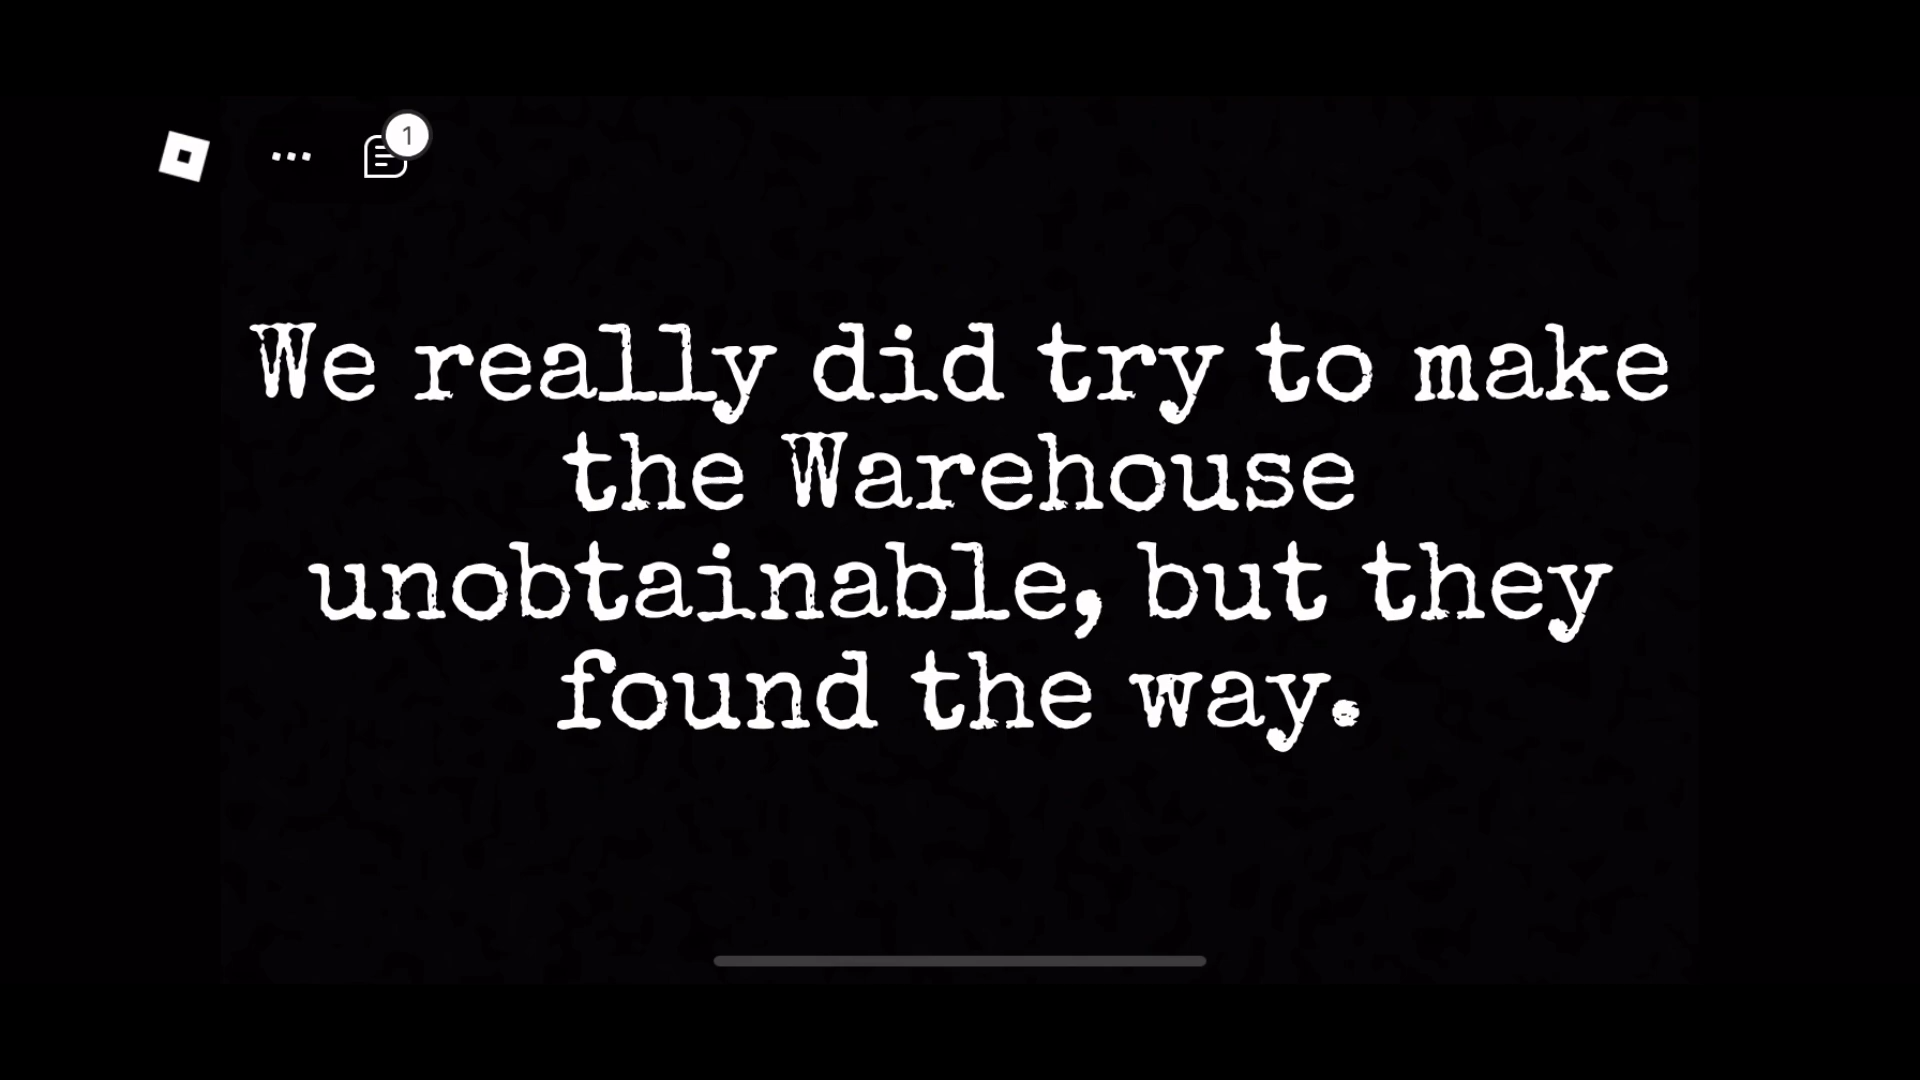 1
We really did try to make
the Warehouse
unobtainable, but they
found the way.